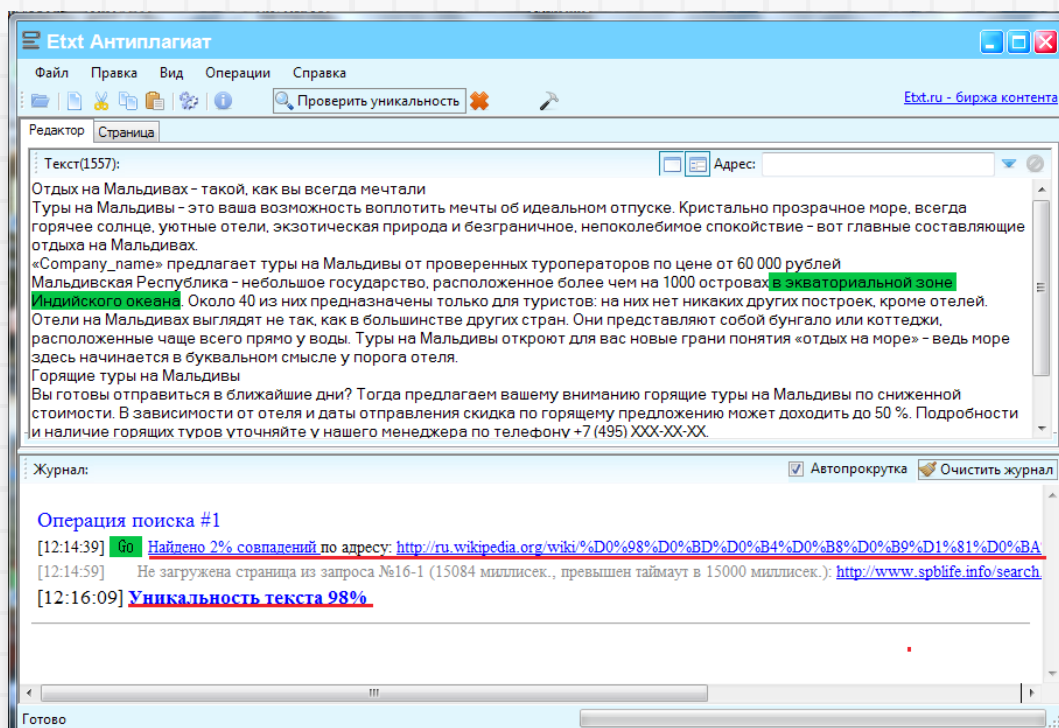 Etxt Антиплагиат
Файл Правка Вид Операции Справка
Проверить уникальность
Etxt.ru - биржа контента
Редактор Страница
Текст(1557):
Адрес:
Отдых на Мальдивах – такой, как вы всегда мечтали
Туры на Мальдивы – это ваша возможность воплотить мечты об идеальном отпуске. Кристально прозрачное море, всегда
горячее солнце, уютные отели, экзотическая природа и безграничное, непоколебимое спокойствие – вот главные составляющие
отдыха на Мальдивах.
«Company_name» предлагает туры на Мальдивы от проверенных туроператоров по цене от 60 000 рублей
Мальдивская Республика – небольшое государство, расположенное более чем на 1000 островах в экваториальной зоне
Индийского океана. Около 40 из них предназначены только для туристов: на них нет никаких других построек, кроме отелей.
Отели на Мальдивах выглядят не так, как в большинстве других стран. Они представляют собой бунгало или коттеджи,
расположенные чаще всего прямо у воды. Туры на Мальдивы откроют для вас новые грани понятия «отдых на море» – ведь море
здесь начинается в буквальном смысле у порога отеля.
Горящие туры на Мальдивы
Вы готовы отправиться в ближайшие дни? Тогда предлагаем вашему вниманию горящие туры на Мальдивы по сниженной
стоимости. В зависимости от отеля и даты отправления скидка по горящему предложению может доходить до 50 %. Подробности
и наличие горящих туров уточняйте у нашего менеджера по телефону +7 (495) XXX-XX-XX.
Журнал:
Автопрокрутка
Очистить журнал
Операция поиска #1
[12:14:39] Go Найдено 2% совпадений по адресу: http://ru.wikipedia.org/wiki/%D0%98%D0%BD%D0%B4%D0%B8%D0%B9%D1%81%D0%BA
[12:14:59] Не загружена страница из запроса №16-1 (15084 миллисек., превышен таймаут в 15000 миллисек.): http://www.spblife.info/search.
[12:16:09] Уникальность текста 98%
Готово